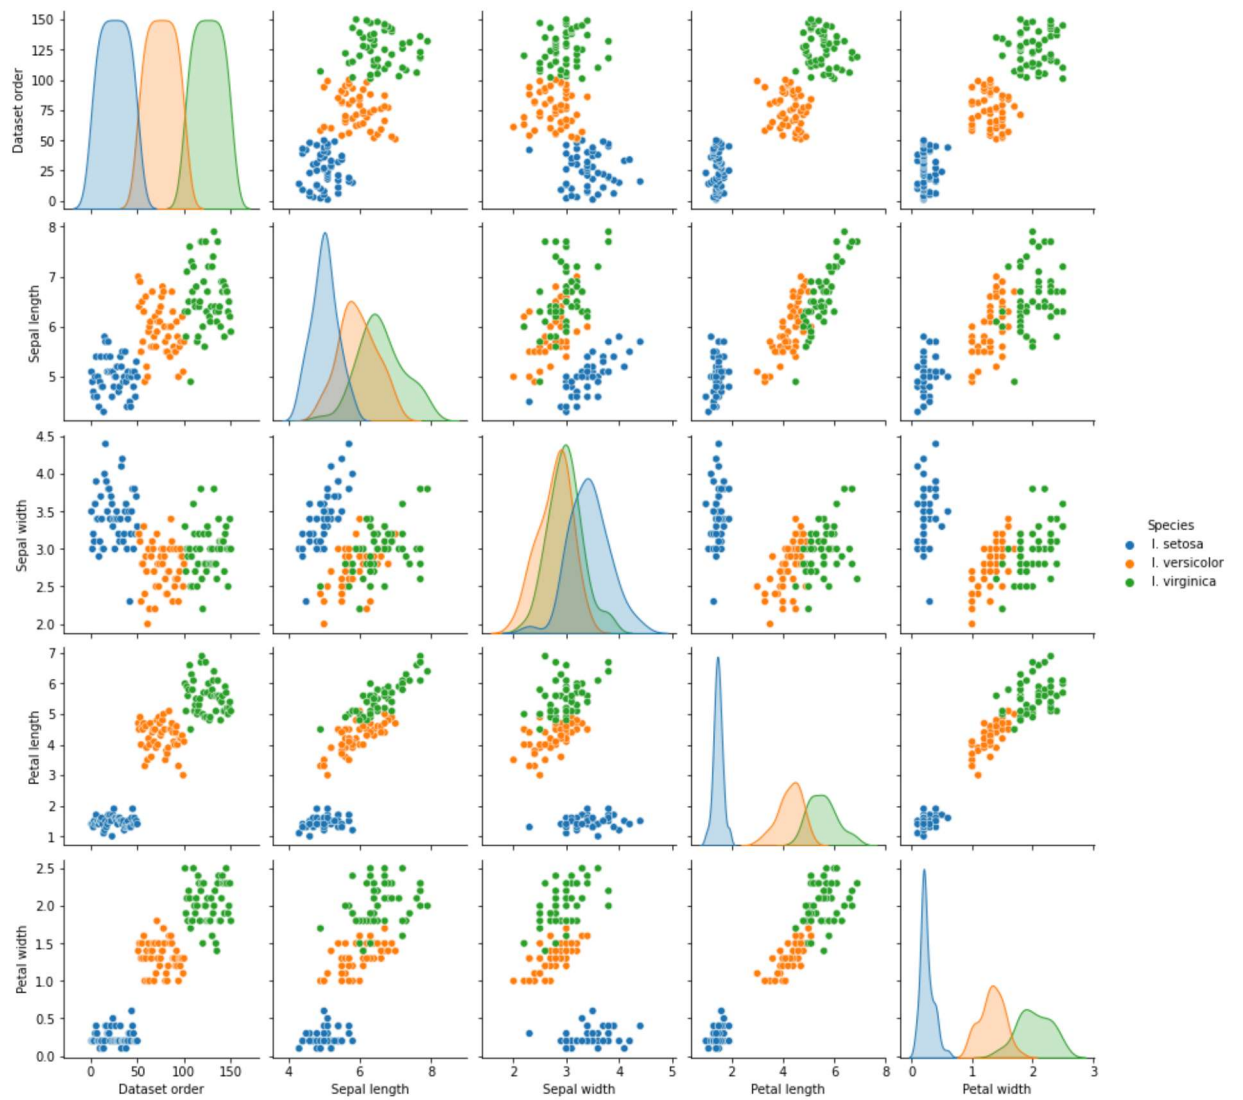 150
125
100
75
50
25
0
Dataset order
8
7
6
5
Sepal length
4.5
4.0
3.5
3.0
2.5
2.0
Sepal width
Species
I. setosa
I. versicolor
I. virginica
7
6
5
4
3
2
1
Petal length
2.5
2.0
1.5
1.0
0.5
0.0
Petal width
0 50 100 150
4 6 8
2 3 4 5
2 4 6 8
0 1 2 3
Dataset order
Sepal length
Sepal width
Petal length
Petal width